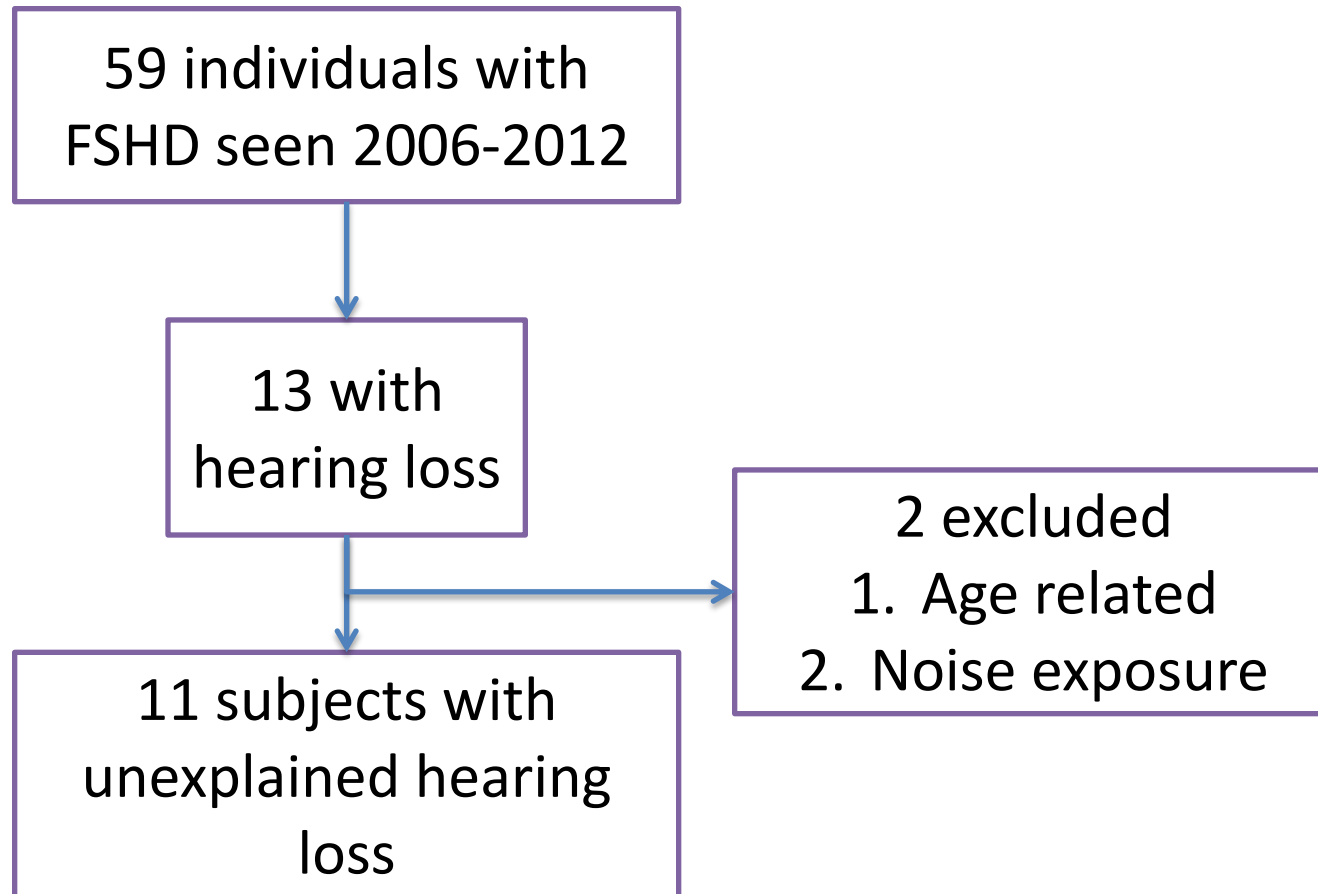 59 individuals with
FSHD seen 2006-2012
13 with
hearing loss
2 excluded
1. Age related
2. Noise exposure
11 subjects with
unexplained hearing
loss